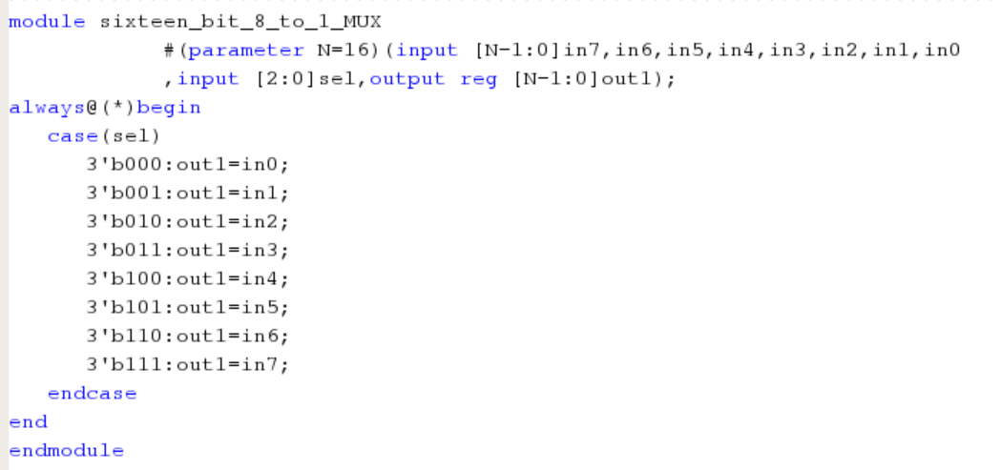 module sixteen_bit_8_to_1_MUX
#(parameter N=16)(input [N-1:0]in7,in6,in5,in4,in3,in2,in1,in0
,input [2:0]sel,output reg [N-1:0]out1);
always@(*)begin
case(sel)
3'b000:out1=in0;
3'b001:out1=in1;
3'b010:out1=in2;
3'b011:out1=in3;
3'b100:out1=in4;
3'b101:out1=in5;
3'b110:out1=in6;
3'b111:out1=in7;
endcase
end
endmodule